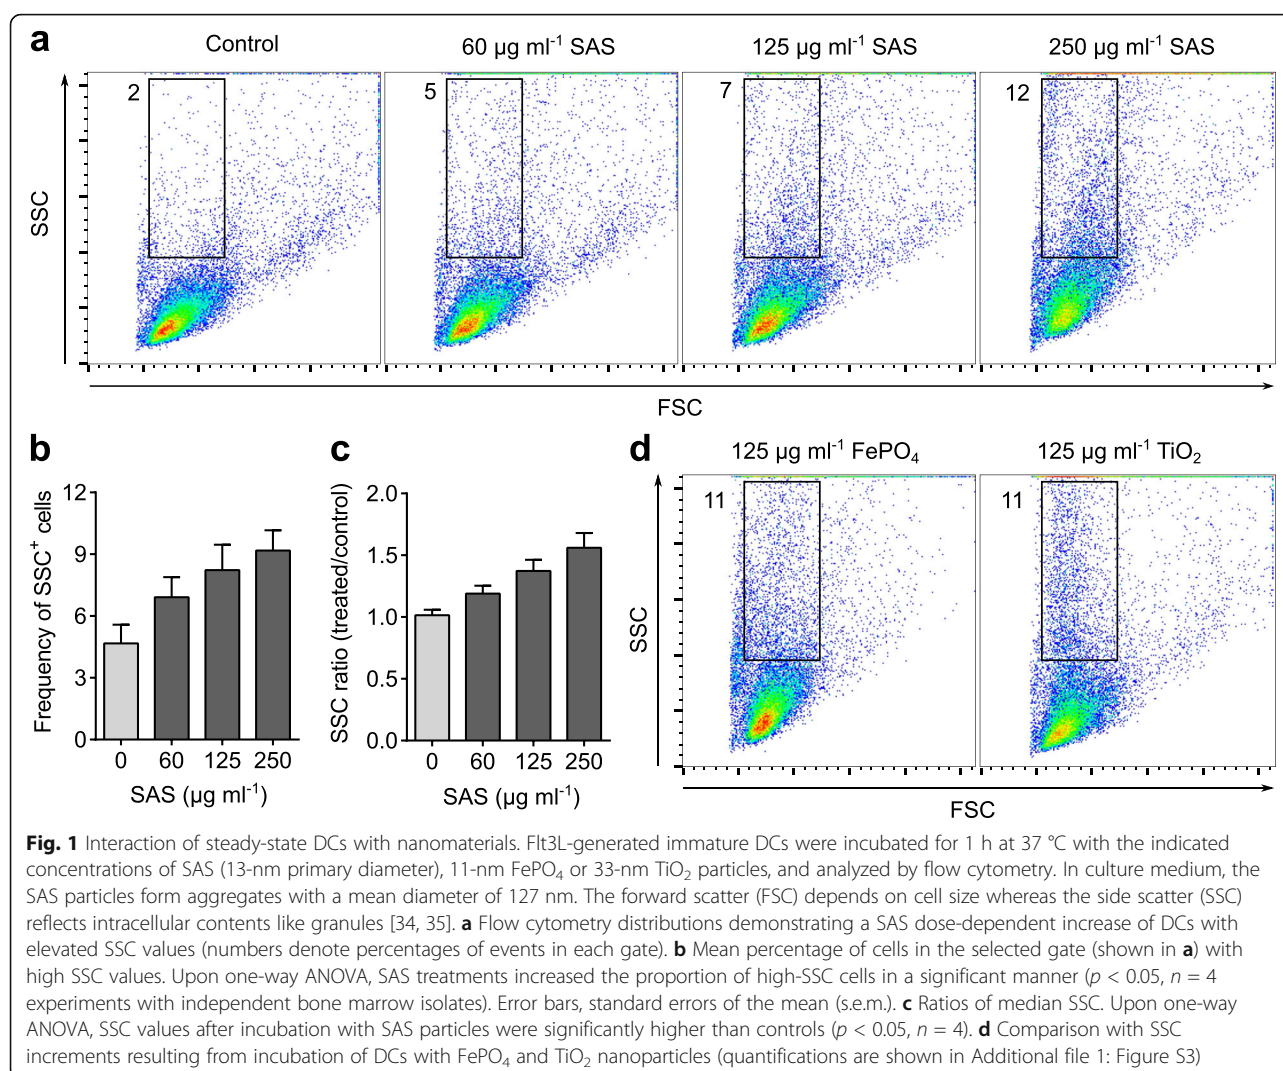 a
Control
60 µg ml-1 SAS
125 µg ml-1 SAS
250 µg ml-1 SAS
2
5
7
12
SSC
FSC
b
Frequency of SSC+ cells
12
9
6
3
0
0 60 125 250
SAS (µg ml-1)
c
SSC ratio (treated/control)
2.0
1.5
1.0
0.5
0.0
0 60 125 250
SAS (µg ml-1)
d
125 µg ml-1 FePO4
125 µg ml-1 TiO2
11
11
SSC
FSC
Fig. 1 Interaction of steady-state DCs with nanomaterials. Flt3L-generated immature DCs were incubated for 1 h at 37 °C with the indicated
concentrations of SAS (13-nm primary diameter), 11-nm FePO4 or 33-nm TiO2 particles, and analyzed by flow cytometry. In culture medium, the
SAS particles form aggregates with a mean diameter of 127 nm. The forward scatter (FSC) depends on cell size whereas the side scatter (SSC)
reflects intracellular contents like granules [34, 35]. a Flow cytometry distributions demonstrating a SAS dose-dependent increase of DCs with
elevated SSC values (numbers denote percentages of events in each gate). b Mean percentage of cells in the selected gate (shown in a) with
high SSC values. Upon one-way ANOVA, SAS treatments increased the proportion of high-SSC cells in a significant manner (p < 0.05, n = 4
experiments with independent bone marrow isolates). Error bars, standard errors of the mean (s.e.m.). c Ratios of median SSC. Upon one-way
ANOVA, SSC values after incubation with SAS particles were significantly higher than controls (p < 0.05, n = 4). d Comparison with SSC
increments resulting from incubation of DCs with FePO4 and TiO2 nanoparticles (quantifications are shown in Additional file 1: Figure S3)